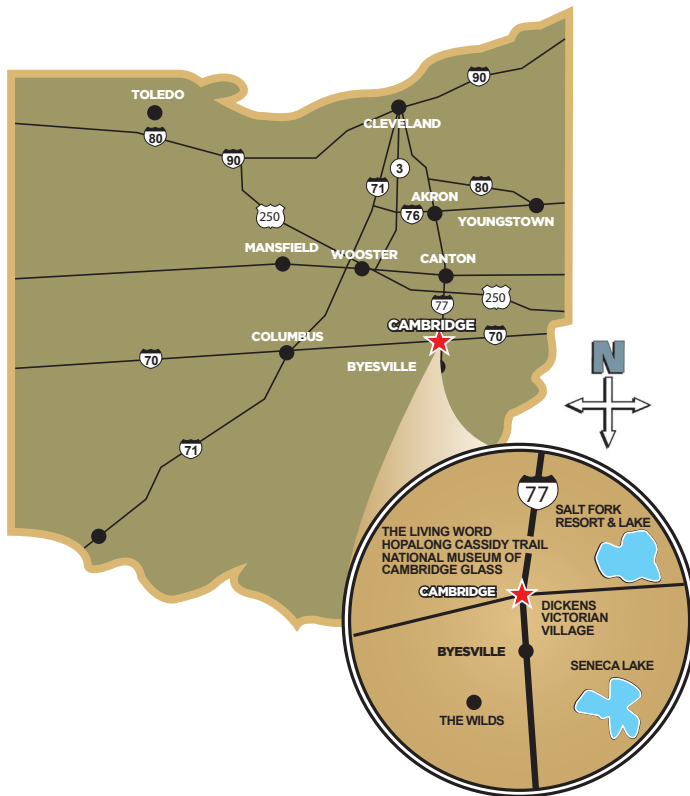 90
TOLEDO
CLEVELAND
80
90
3
71
80
AKRON
250
76
YOUNGSTOWN
MANSFIELD
WOOSTER
CANTON
77
250
CAMBRIDGE
COLUMBUS
70
70
BYESVILLE
N
71
77
SALT FORK
RESORT & LAKE
THE LIVING WORD
HOPALONG CASSIDY TRAIL
NATIONAL MUSEUM OF
CAMBRIDGE GLASS
CAMBRIDGE
DICKENS
VICTORIAN
VILLAGE
BYESVILLE
SENECA LAKE
THE WILDS